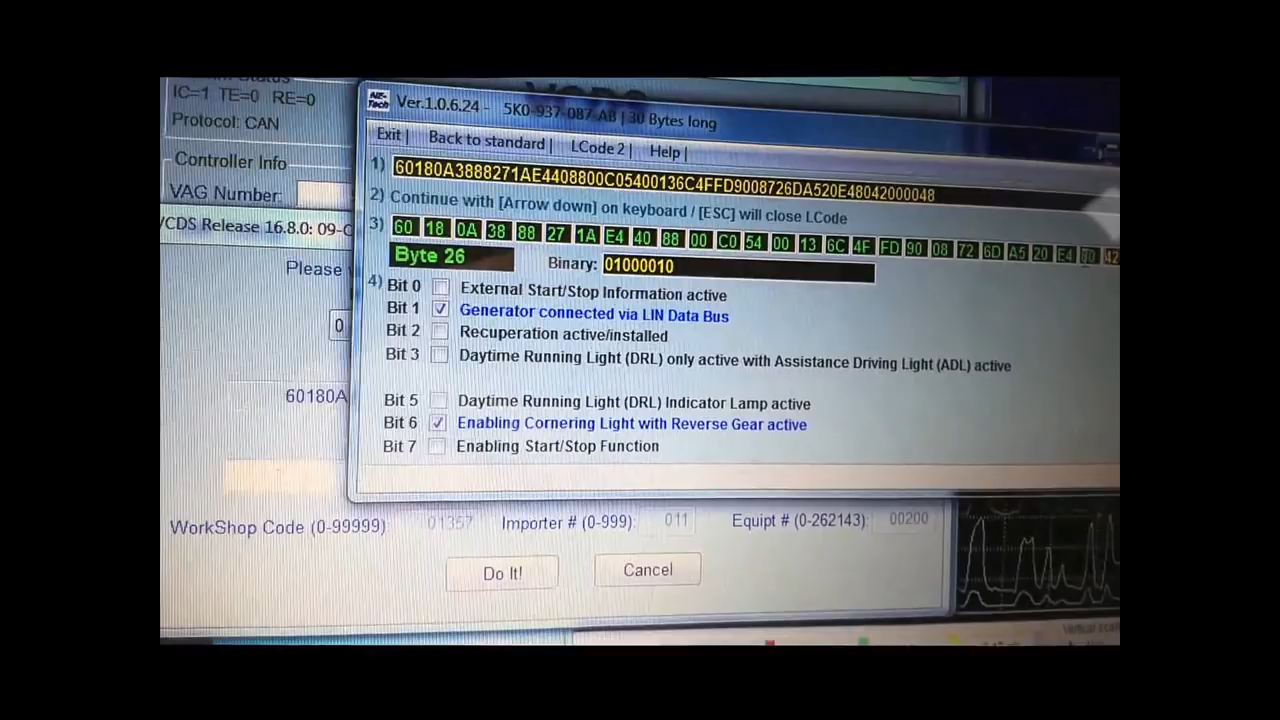 IC=1 TE=0 RE=0
Protocol: CAN
Controller Info
VAG Number:
VCDS Release 16.8.0: 09-
Please
0
60180A
Ver.1.0.6.24 - 5K0-937-087-AB | 30 Bytes long
Exit | Back to standard | LCode 2 | Help |
1) 60180A3888271AE4408800C05400136C4FFD9008726DA520E48042000048
2) Continue with [Arrow down] on keyboard / [ESC] will close LCode
3) 60 18 0A 38 88 27 1A E4 40 88 00 C0 54 00 13 6C 4F FD 90 08 72 6D A5 20 E4 80 42
Byte 26 Binary: 01000010
4) Bit 0 External Start/Stop Information active
Bit 1 Generator connected via LIN Data Bus
Bit 2 Recuperation active/installed
Bit 3 Daytime Running Light (DRL) only active with Assistance Driving Light (ADL) active
Bit 5 Daytime Running Light (DRL) Indicator Lamp active
Bit 6 Enabling Cornering Light with Reverse Gear active
Bit 7 Enabling Start/Stop Function
WorkShop Code (0-99999): 01357 Importer # (0-999): 011 Equipt # (0-262143): 00200
Do It! Cancel